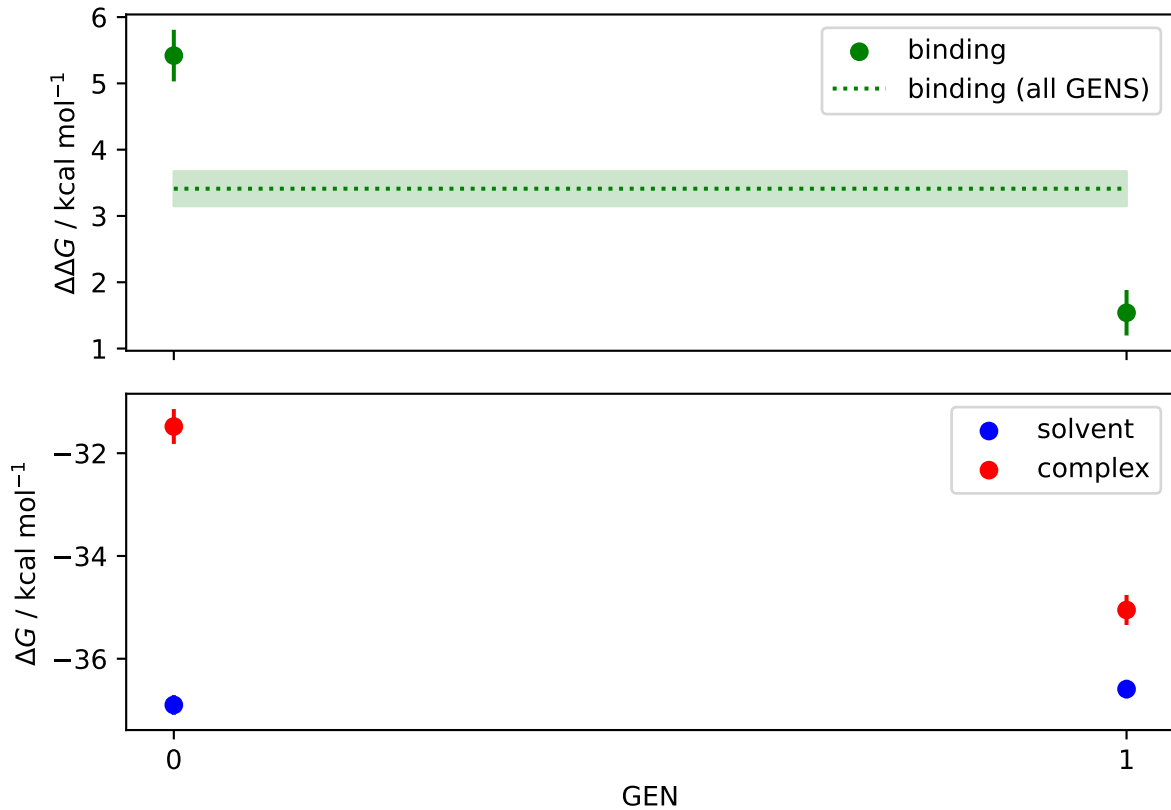 6
5
4
3
2
1
ΔΔG / kcal mol⁻¹
binding
binding (all GENS)
−32
−34
−36
ΔG / kcal mol⁻¹
solvent
complex
0
1
GEN